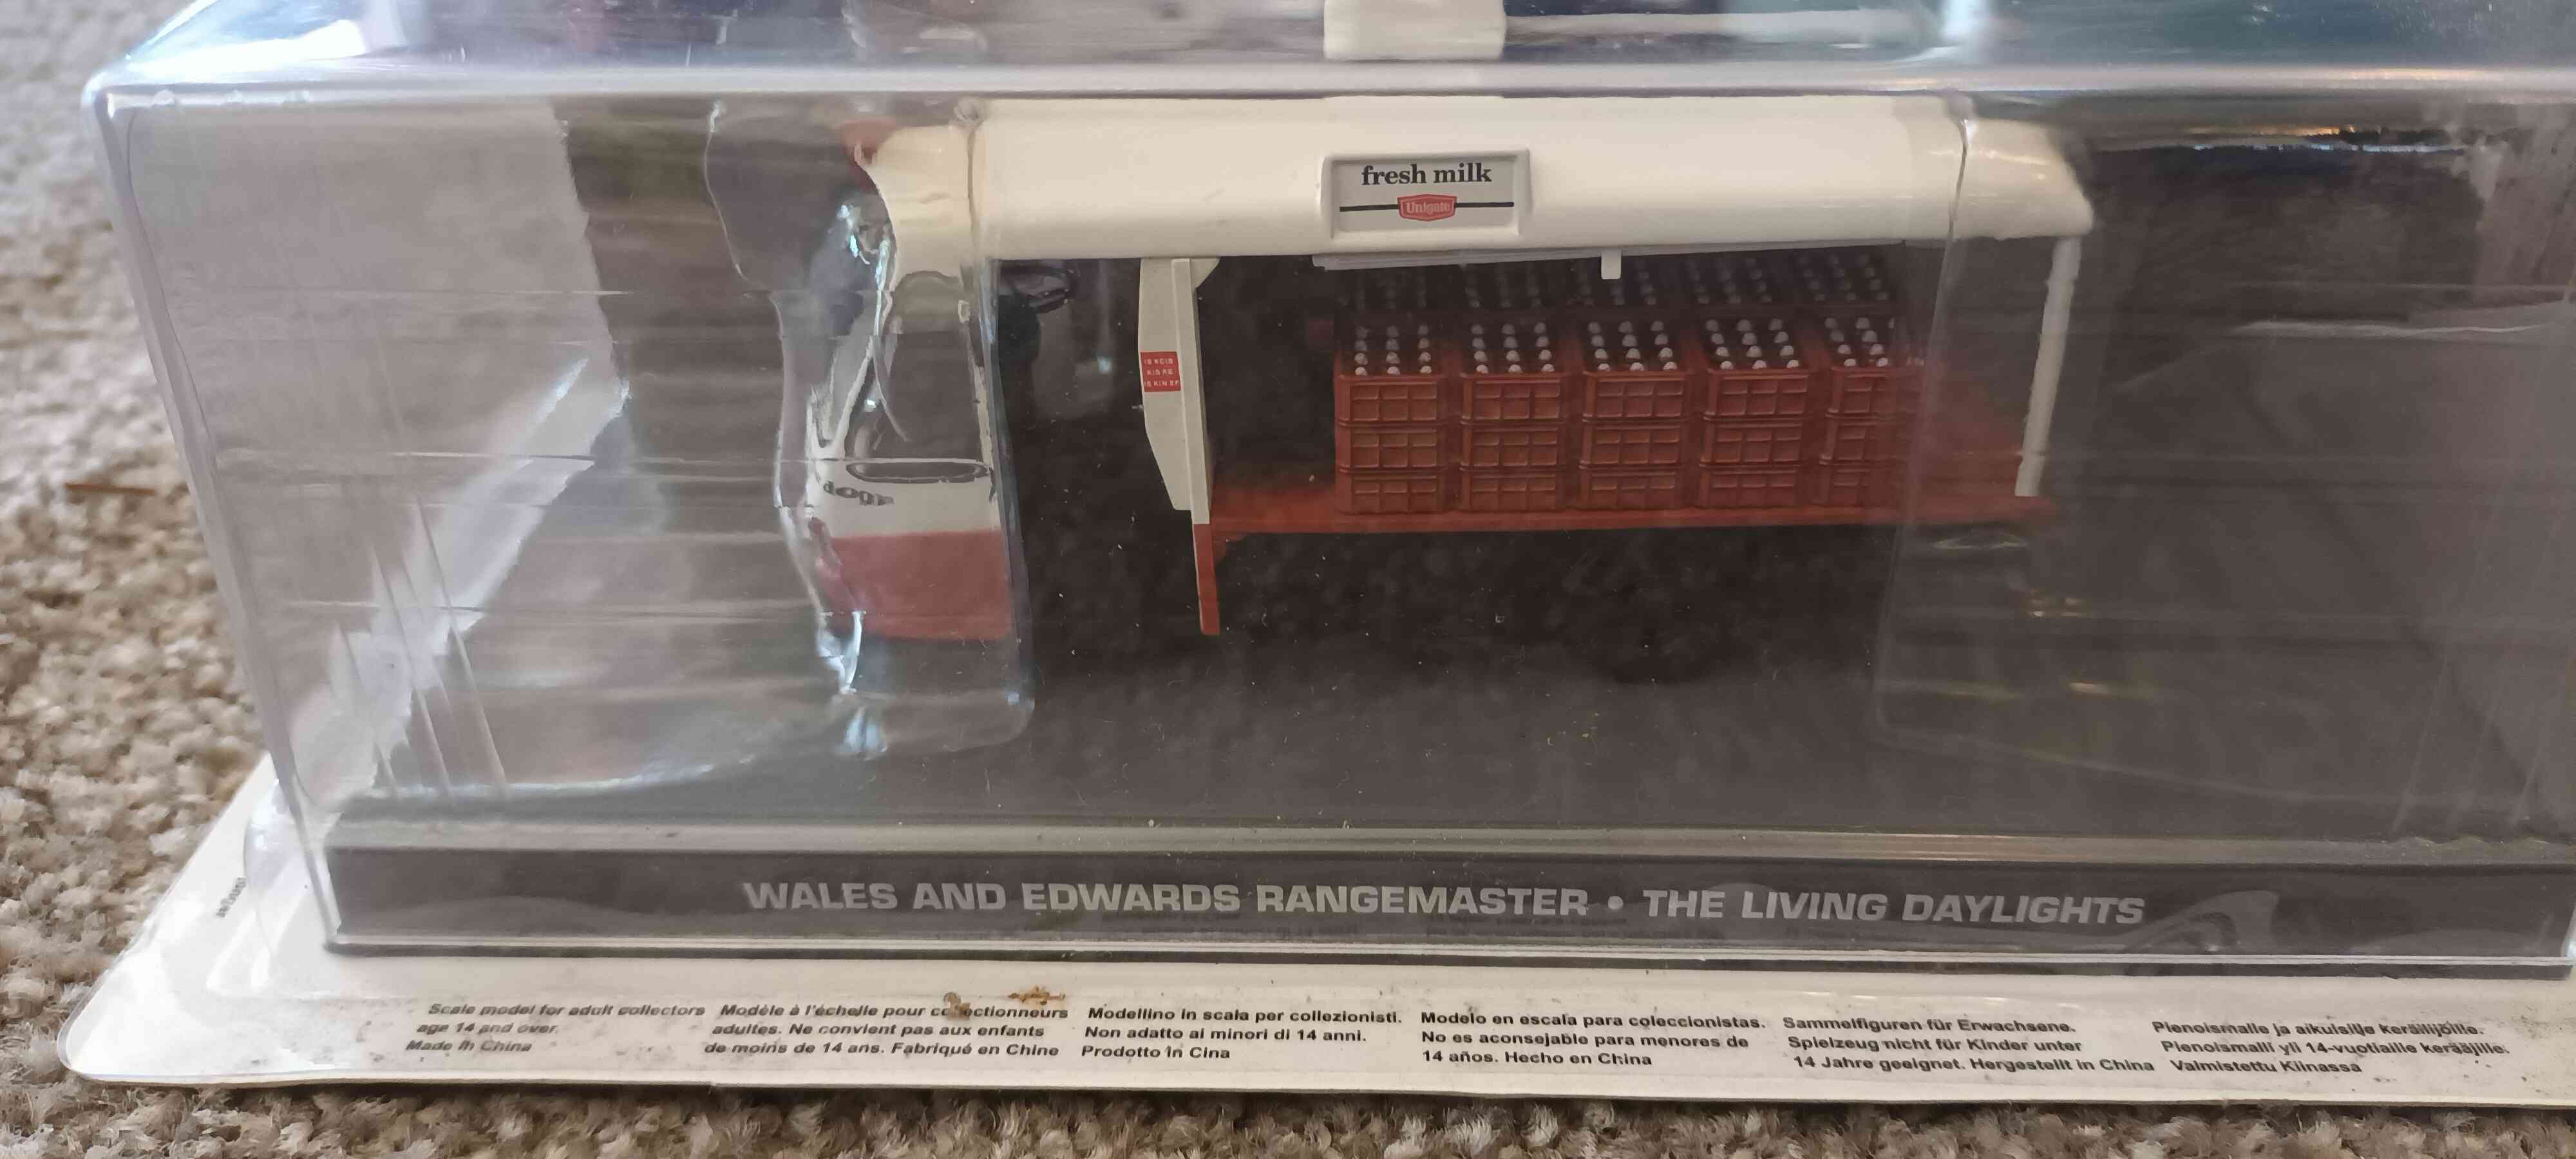 fresh milk
Unigate
WALES AND EDWARDS RANGEMASTER • THE LIVING DAYLIGHTS
Scale model for adult collectors
age 14 and over.
Made in China
Modèle à l'échelle pour collectionneurs
adultes. Ne convient pas aux enfants
de moins de 14 ans. Fabriqué en Chine
Modellino in scala per collezionisti.
Non adatto ai minori di 14 anni.
Prodotto in Cina
Modelo en escala para coleccionistas.
No es aconsejable para menores de
14 años. Hecho en China
Sammelfiguren für Erwachsene.
Spielzeug nicht für Kinder unter
14 Jahre geeignet. Hergestellt in China
Pienoismalle ja aikuisille keräilijöille.
Pienoismalli yli 14-vuotiaille kerääjille.
Valmistettu Kiinassa